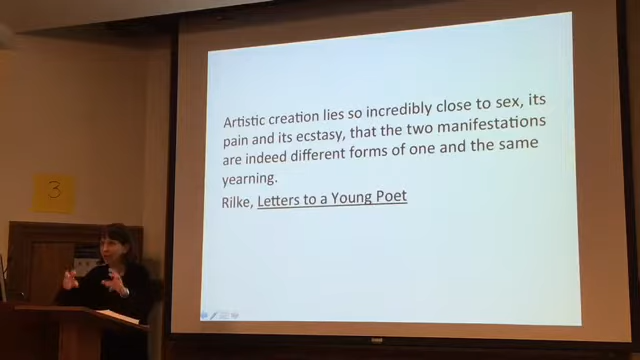 Artistic creation lies so incredibly close to sex, its
pain and its ecstasy, that the two manifestations
are indeed different forms of one and the same
yearning.
Rilke, Letters to a Young Poet
3